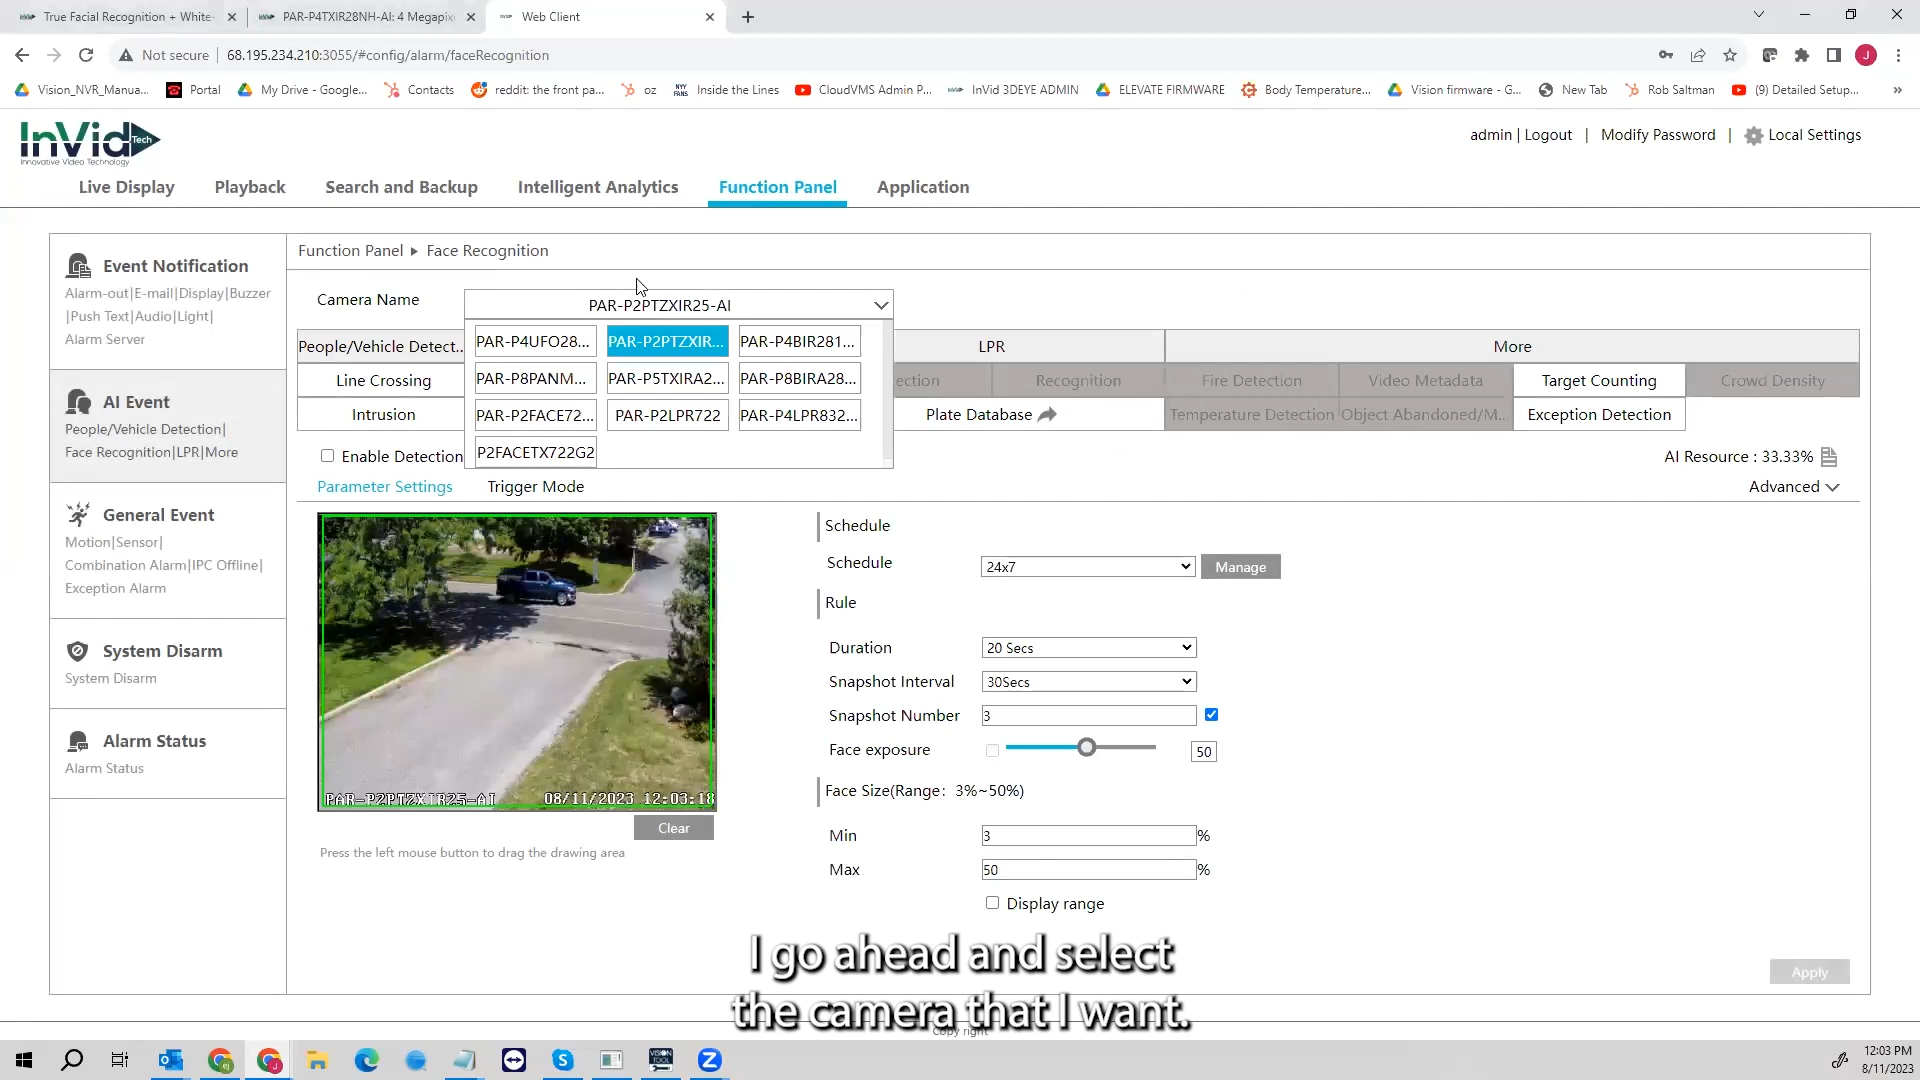 True Facial Recognition + White-
PAR-P4TXIR28NH-AI: 4 Megapix
Web Client
Not secure
68.195.234.210:3055/#config/alarm/faceRecognition
J
Vision_NVR_Manua...
Portal
My Drive - Google...
Contacts
reddit: the front pa...
oz
NYY FANS
Inside the Lines
CloudVMS Admin P...
InVid 3DEYE ADMIN
ELEVATE FIRMWARE
Body Temperature...
Vision firmware - G...
New Tab
Rob Saltman
(9) Detailed Setup...
»
InVid Tech
Innovative Video Technology
admin | Logout | Modify Password | Local Settings
Live Display
Playback
Search and Backup
Intelligent Analytics
Function Panel
Application
Event Notification
Alarm-out|E-mail|Display|Buzzer
|Push Text|Audio|Light|
Alarm Server
AI Event
People/Vehicle Detection|
Face Recognition|LPR|More
General Event
Motion|Sensor|
Combination Alarm|IPC Offline|
Exception Alarm
System Disarm
System Disarm
Alarm Status
Alarm Status
Function Panel ▸ Face Recognition
Camera Name
PAR-P2PTZXIR25-AI
PAR-P4UFO28...
PAR-P2PTZXIR...
PAR-P4BIR281...
PAR-P8PANM...
PAR-P5TXIRA2...
PAR-P8BIRA28...
PAR-P2FACE72...
PAR-P2LPR722
PAR-P4LPR832...
P2FACETX722G2
People/Vehicle Detect..
LPR
More
Line Crossing
ection
Recognition
Fire Detection
Video Metadata
Target Counting
Crowd Density
Intrusion
Plate Database
Temperature Detection
Object Abandoned/M...
Exception Detection
Enable Detection
AI Resource : 33.33%
Parameter Settings
Trigger Mode
Advanced
PAR-P2PTZXIR25-AI
08/11/2023 12:03:18
Clear
Press the left mouse button to drag the drawing area
Schedule
Schedule
24x7
Manage
Rule
Duration
20 Secs
Snapshot Interval
30Secs
Snapshot Number
3
Face exposure
50
Face Size(Range: 3%~50%)
Min
3
%
Max
50
%
Display range
Apply
I go ahead and select
the camera that I want.
Copy right
VISION TOOL
12:03 PM
8/11/2023